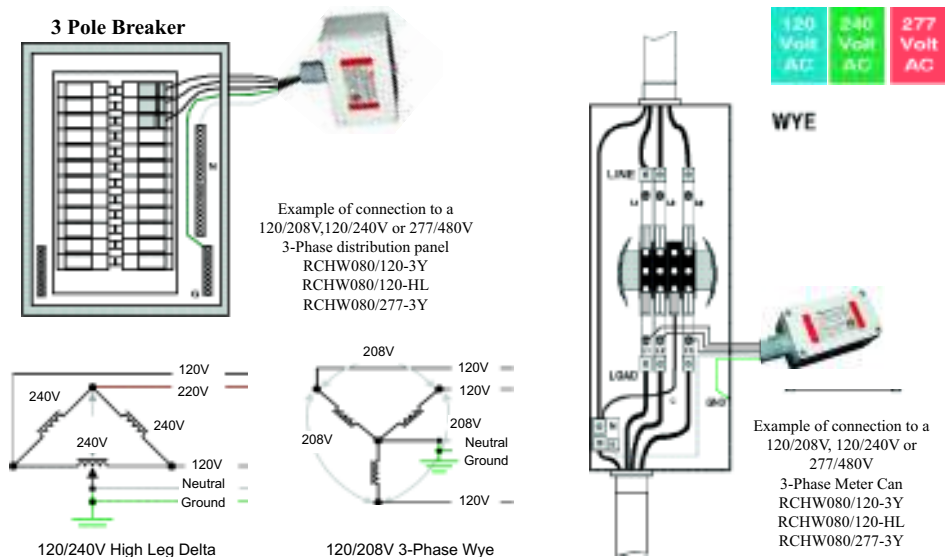 3 Pole Breaker
N
G
Example of connection to a
120/208V,120/240V or 277/480V
3-Phase distribution panel
RCHW080/120-3Y
RCHW080/120-HL
RCHW080/277-3Y
120
Volt
AC
240
Volt
AC
277
Volt
AC
WYE
LINE
LOAD
GND
Example of connection to a
120/208V, 120/240V or
277/480V
3-Phase Meter Can
RCHW080/120-3Y
RCHW080/120-HL
RCHW080/277-3Y
120V
220V
240V
240V
240V
120V
Neutral
Ground
120/240V High Leg Delta
208V
120V
120V
208V
208V
Neutral
Ground
120V
120/208V 3-Phase Wye